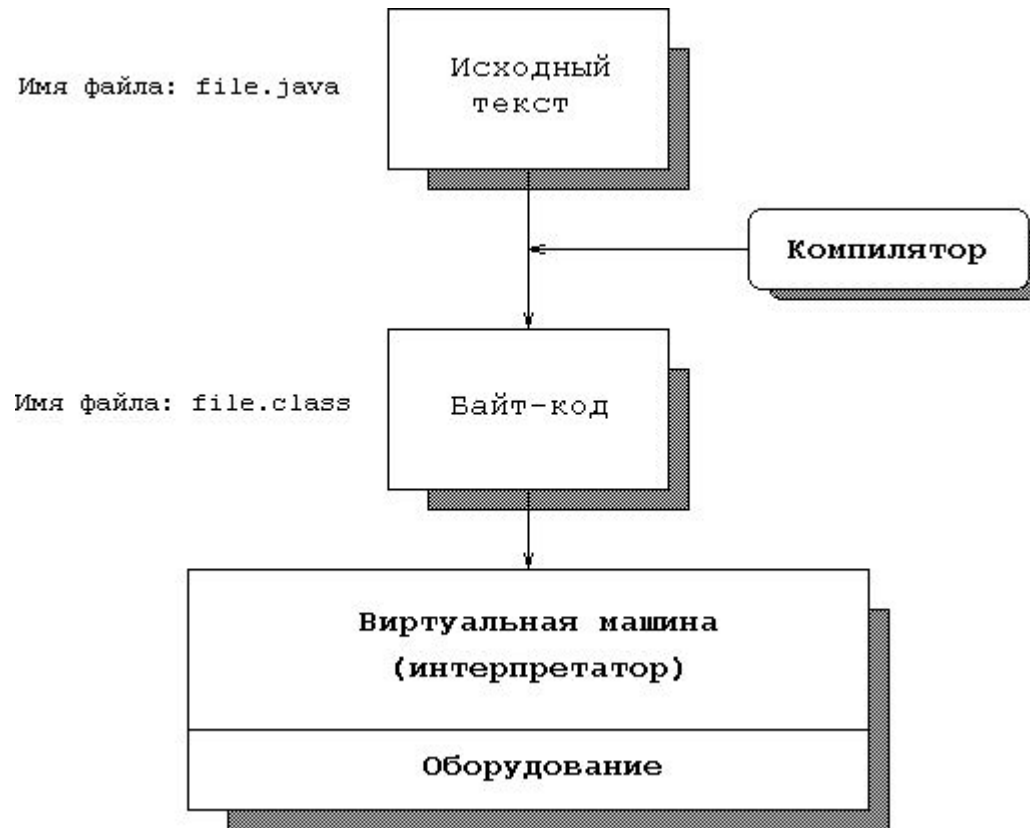 Исходный
текст
Имя файла: file.java
Компилятор
Имя файла: file.class
Байт-код
Виртуальная машина
(интерпретатор)
Оборудование